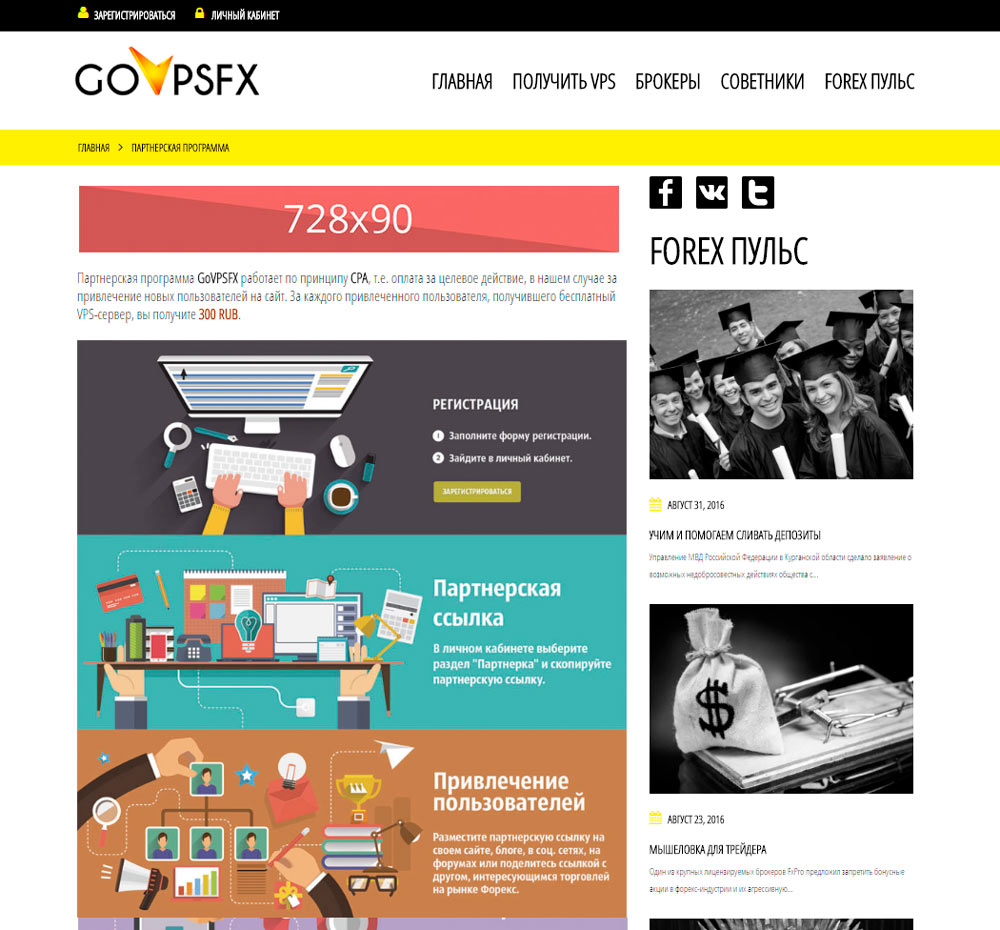 ЗАРЕГИСТРИРОВАТЬСЯ ЛИЧНЫЙ КАБИНЕТ
GOVPSFX
ГЛАВНАЯ ПОЛУЧИТЬ VPS БРОКЕРЫ СОВЕТНИКИ FOREX ПУЛЬС
ГЛАВНАЯ > ПАРТНЕРСКАЯ ПРОГРАММА
728x90
Партнерская программа GoVPSFX работает по принципу CPA, т.е. оплата за целевое действие, в нашем случае за
привлечение новых пользователей на сайт. За каждого привлеченного пользователя, получившего бесплатный
VPS-сервер, вы получите 300 RUB.
РЕГИСТРАЦИЯ
1 Заполните форму регистрации.
2 Зайдите в личный кабинет.
ЗАРЕГИСТРИРОВАТЬСЯ
Партнерская
ссылка
В личном кабинете выберите
раздел "Партнерка" и скопируйте
партнерскую ссылку.
Привлечение
пользователей
Разместите партнерскую ссылку на
своем сайте, блоге, в соц. сетях, на
форумах или поделитесь ссылкой с
другом, интересующимся торговлей
на рынке Форекс.
FOREX ПУЛЬС
АВГУСТ 31, 2016
УЧИМ И ПОМОГАЕМ СЛИВАТЬ ДЕПОЗИТЫ
Управление МВД Российской Федерации в Курганской области сделало заявление о
возможных недобросовестных действиях общества с...
$
АВГУСТ 23, 2016
МЫШЕЛОВКА ДЛЯ ТРЕЙДЕРА
Один из крупных лицензируемых брокеров FxPro предложил запретить бонусные
акции в форекс-индустрии и их агрессивную...